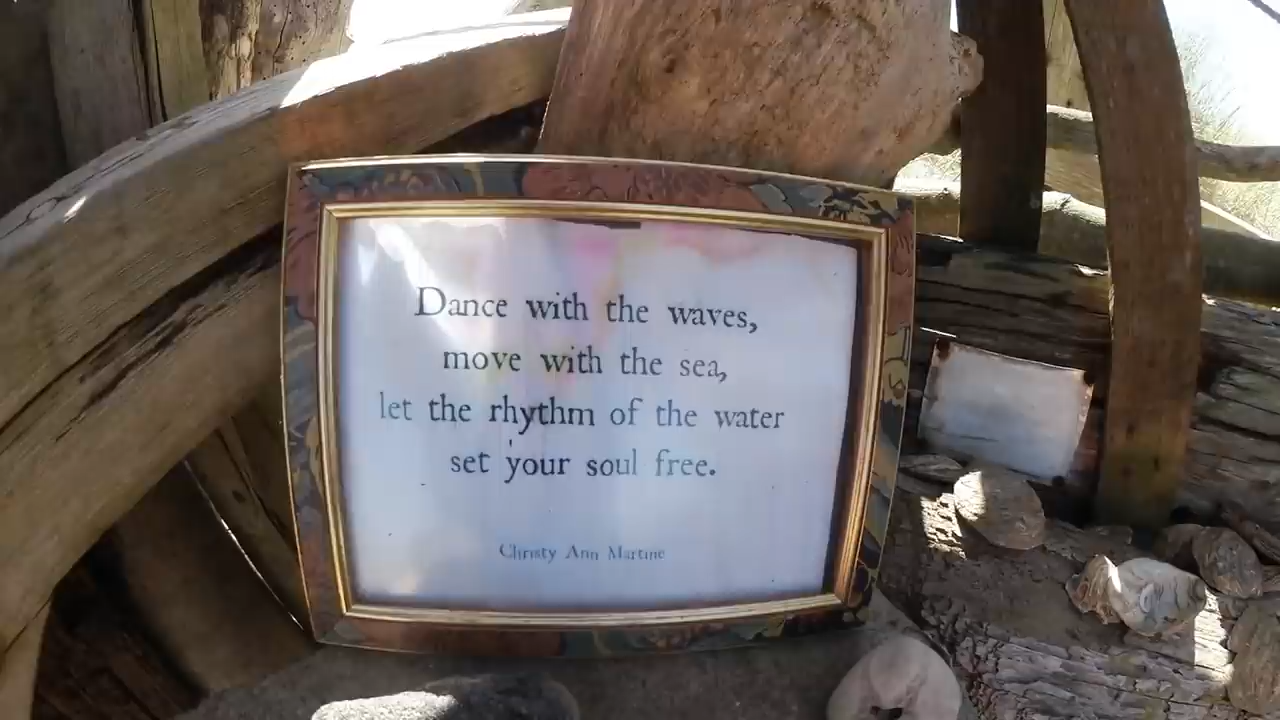 Dance with the waves,
move with the sea,
let the rhythm of the water
set your soul free.
Christy Ann Martine